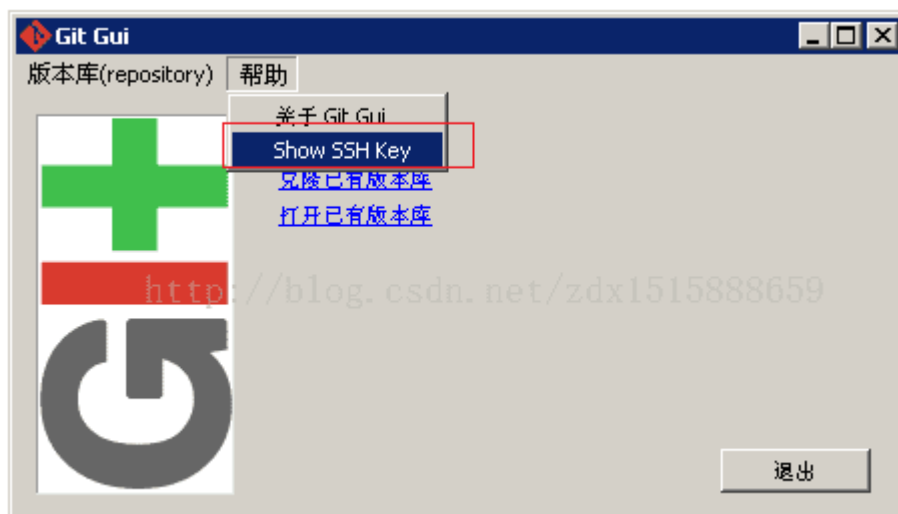 Git Gui
版本库(repository) 帮助
关于 Git Gui
Show SSH Key
克隆已有版本库
打开已有版本库
http://blog.csdn.net/zdx1515888659
GIT
退出